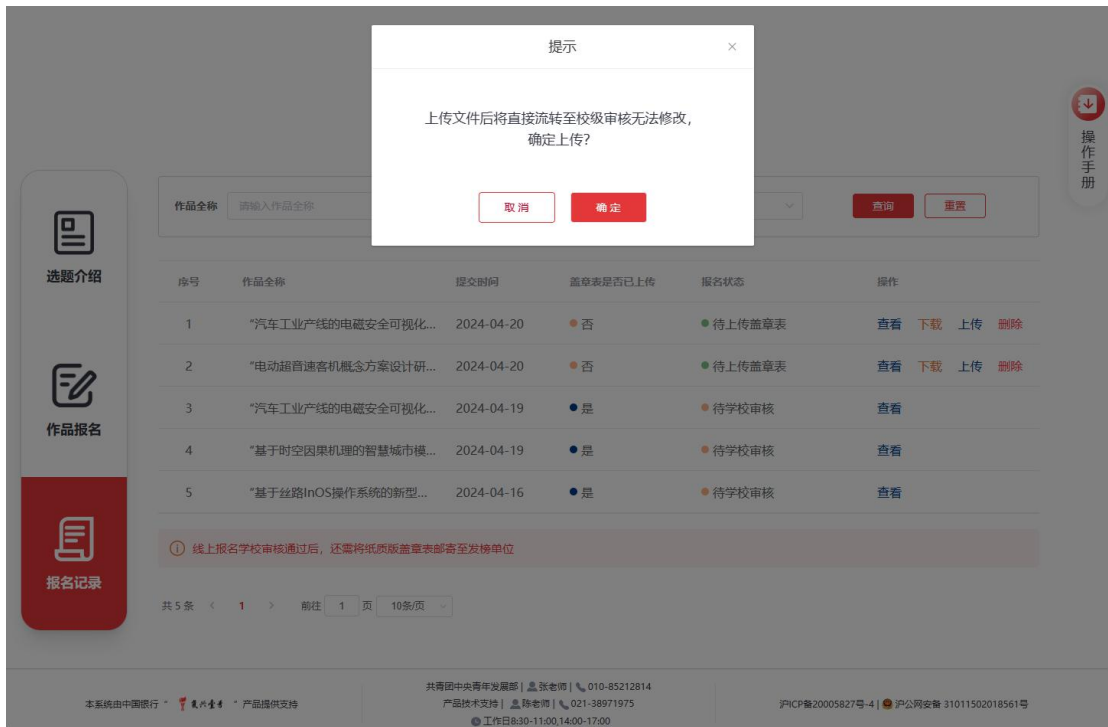 提示
×
上传文件后将直接流转至校级审核无法修改,
确定上传?
取消
确定
操作手册
作品全称
请输入作品全称
查询
重置
选题介绍
作品报名
报名记录
序号 作品全称 提交时间 盖章表是否已上传 报名状态 操作
1 “汽车工业产线的电磁安全可视化... 2024-04-20 否 待上传盖章表 查看 下载 上传 删除
2 “电动超音速客机概念方案设计研... 2024-04-20 否 待上传盖章表 查看 下载 上传 删除
3 “汽车工业产线的电磁安全可视化... 2024-04-19 是 待学校审核 查看
4 “基于时空因果机理的智慧城市模... 2024-04-19 是 待学校审核 查看
5 “基于丝路InOS操作系统的新型... 2024-04-16 是 待学校审核 查看
线上报名学校审核通过后,还需将纸质版盖章表邮寄至发榜单位
共 5 条 < 1 > 前往 1 页 10条/页
共青团中央青年发展部 | 张老师 | 010-85212814
本系统由中国银行 “ ” 产品提供支持
产品技术支持 | 陈老师 | 021-38971975
沪ICP备20005827号-4 | 沪公网安备 31011502018561号
工作日8:30-11:00,14:00-17:00